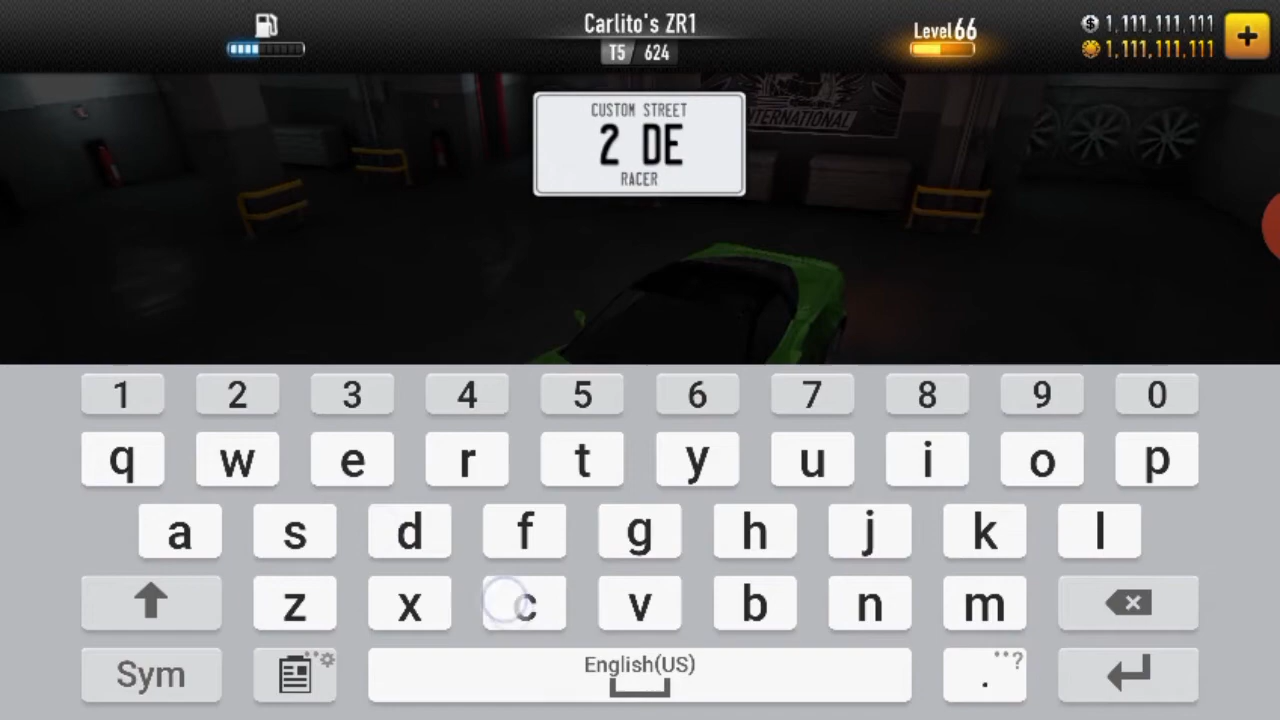 Carlito's ZR1
T5 / 624
Level 66
$ 1,111,111,111
1,111,111,111
+
CUSTOM STREET
2 DE
RACER
INTERNATIONAL
1 2 3 4 5 6 7 8 9 0
q w e r t y u i o p
a s d f g h j k l
z x c v b n m
Sym
English(US)
. ?